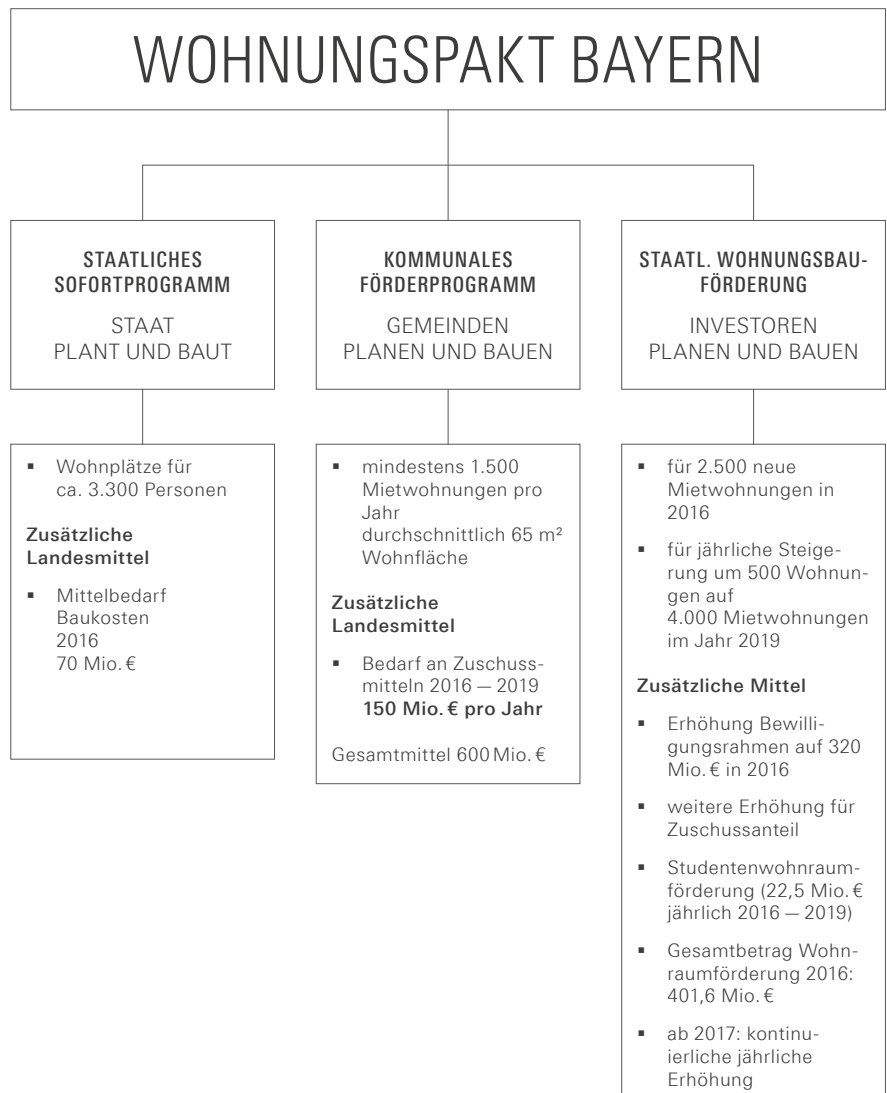 WOHNUNGSPAKT BAYERN
STAATLICHES
SOFORTPROGRAMM
STAAT
PLANT UND BAUT
▪ Wohnplätze für
ca. 3.300 Personen
Zusätzliche
Landesmittel
▪ Mittelbedarf
Baukosten
2016
70 Mio. €
KOMMUNALES
FÖRDERPROGRAMM
GEMEINDEN
PLANEN UND BAUEN
▪ mindestens 1.500
Mietwohnungen pro
Jahr
durchschnittlich 65 m²
Wohnfläche
Zusätzliche
Landesmittel
▪ Bedarf an Zuschuss-
mitteln 2016 — 2019
150 Mio. € pro Jahr
Gesamtmittel 600 Mio. €
STAATL. WOHNUNGSBAU-
FÖRDERUNG
INVESTOREN
PLANEN UND BAUEN
▪ für 2.500 neue
Mietwohnungen in
2016
▪ für jährliche Steige-
rung um 500 Wohnun-
gen auf
4.000 Mietwohnungen
im Jahr 2019
Zusätzliche Mittel
▪ Erhöhung Bewilli-
gungsrahmen auf 320
Mio. € in 2016
▪ weitere Erhöhung für
Zuschussanteil
▪ Studentenwohnraum-
förderung (22,5 Mio. €
jährlich 2016 — 2019)
▪ Gesamtbetrag Wohn-
raumförderung 2016:
401,6 Mio. €
▪ ab 2017: kontinu-
ierliche jährliche
Erhöhung